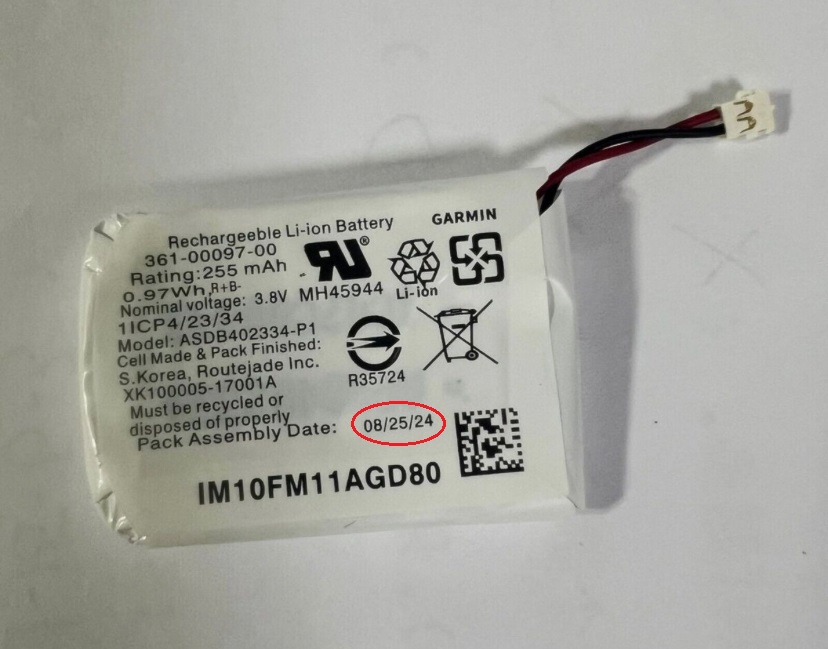 Rechargeeble Li-ion Battery
GARMIN
361-00097-00
Rating:255 mAh
0.97Wh,R+B-
Nominal voltage: 3.8V
MH45944
Li-ion
1ICP4/23/34
Model: ASDB402334-P1
Cell Made & Pack Finished:
S.Korea, Routejade Inc.
R35724
XK100005-17001A
Must be recycled or
disposed of properly
Pack Assembly Date: 08/25/24
IM10FM11AGD80